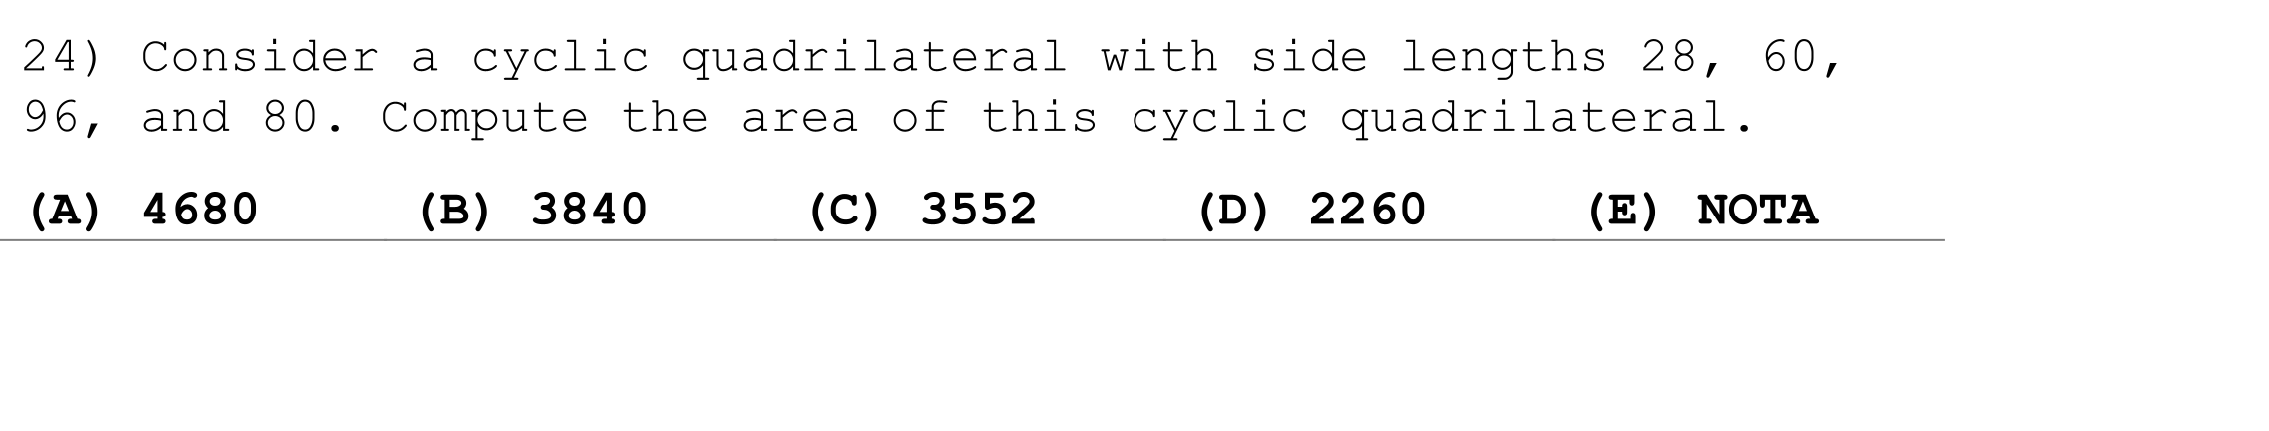 24) Consider a cyclic quadrilateral with side lengths 28, 60,
96, and 80. Compute the area of this cyclic quadrilateral.
(A) 4680 (B) 3840 (C) 3552 (D) 2260 (E) NOTA